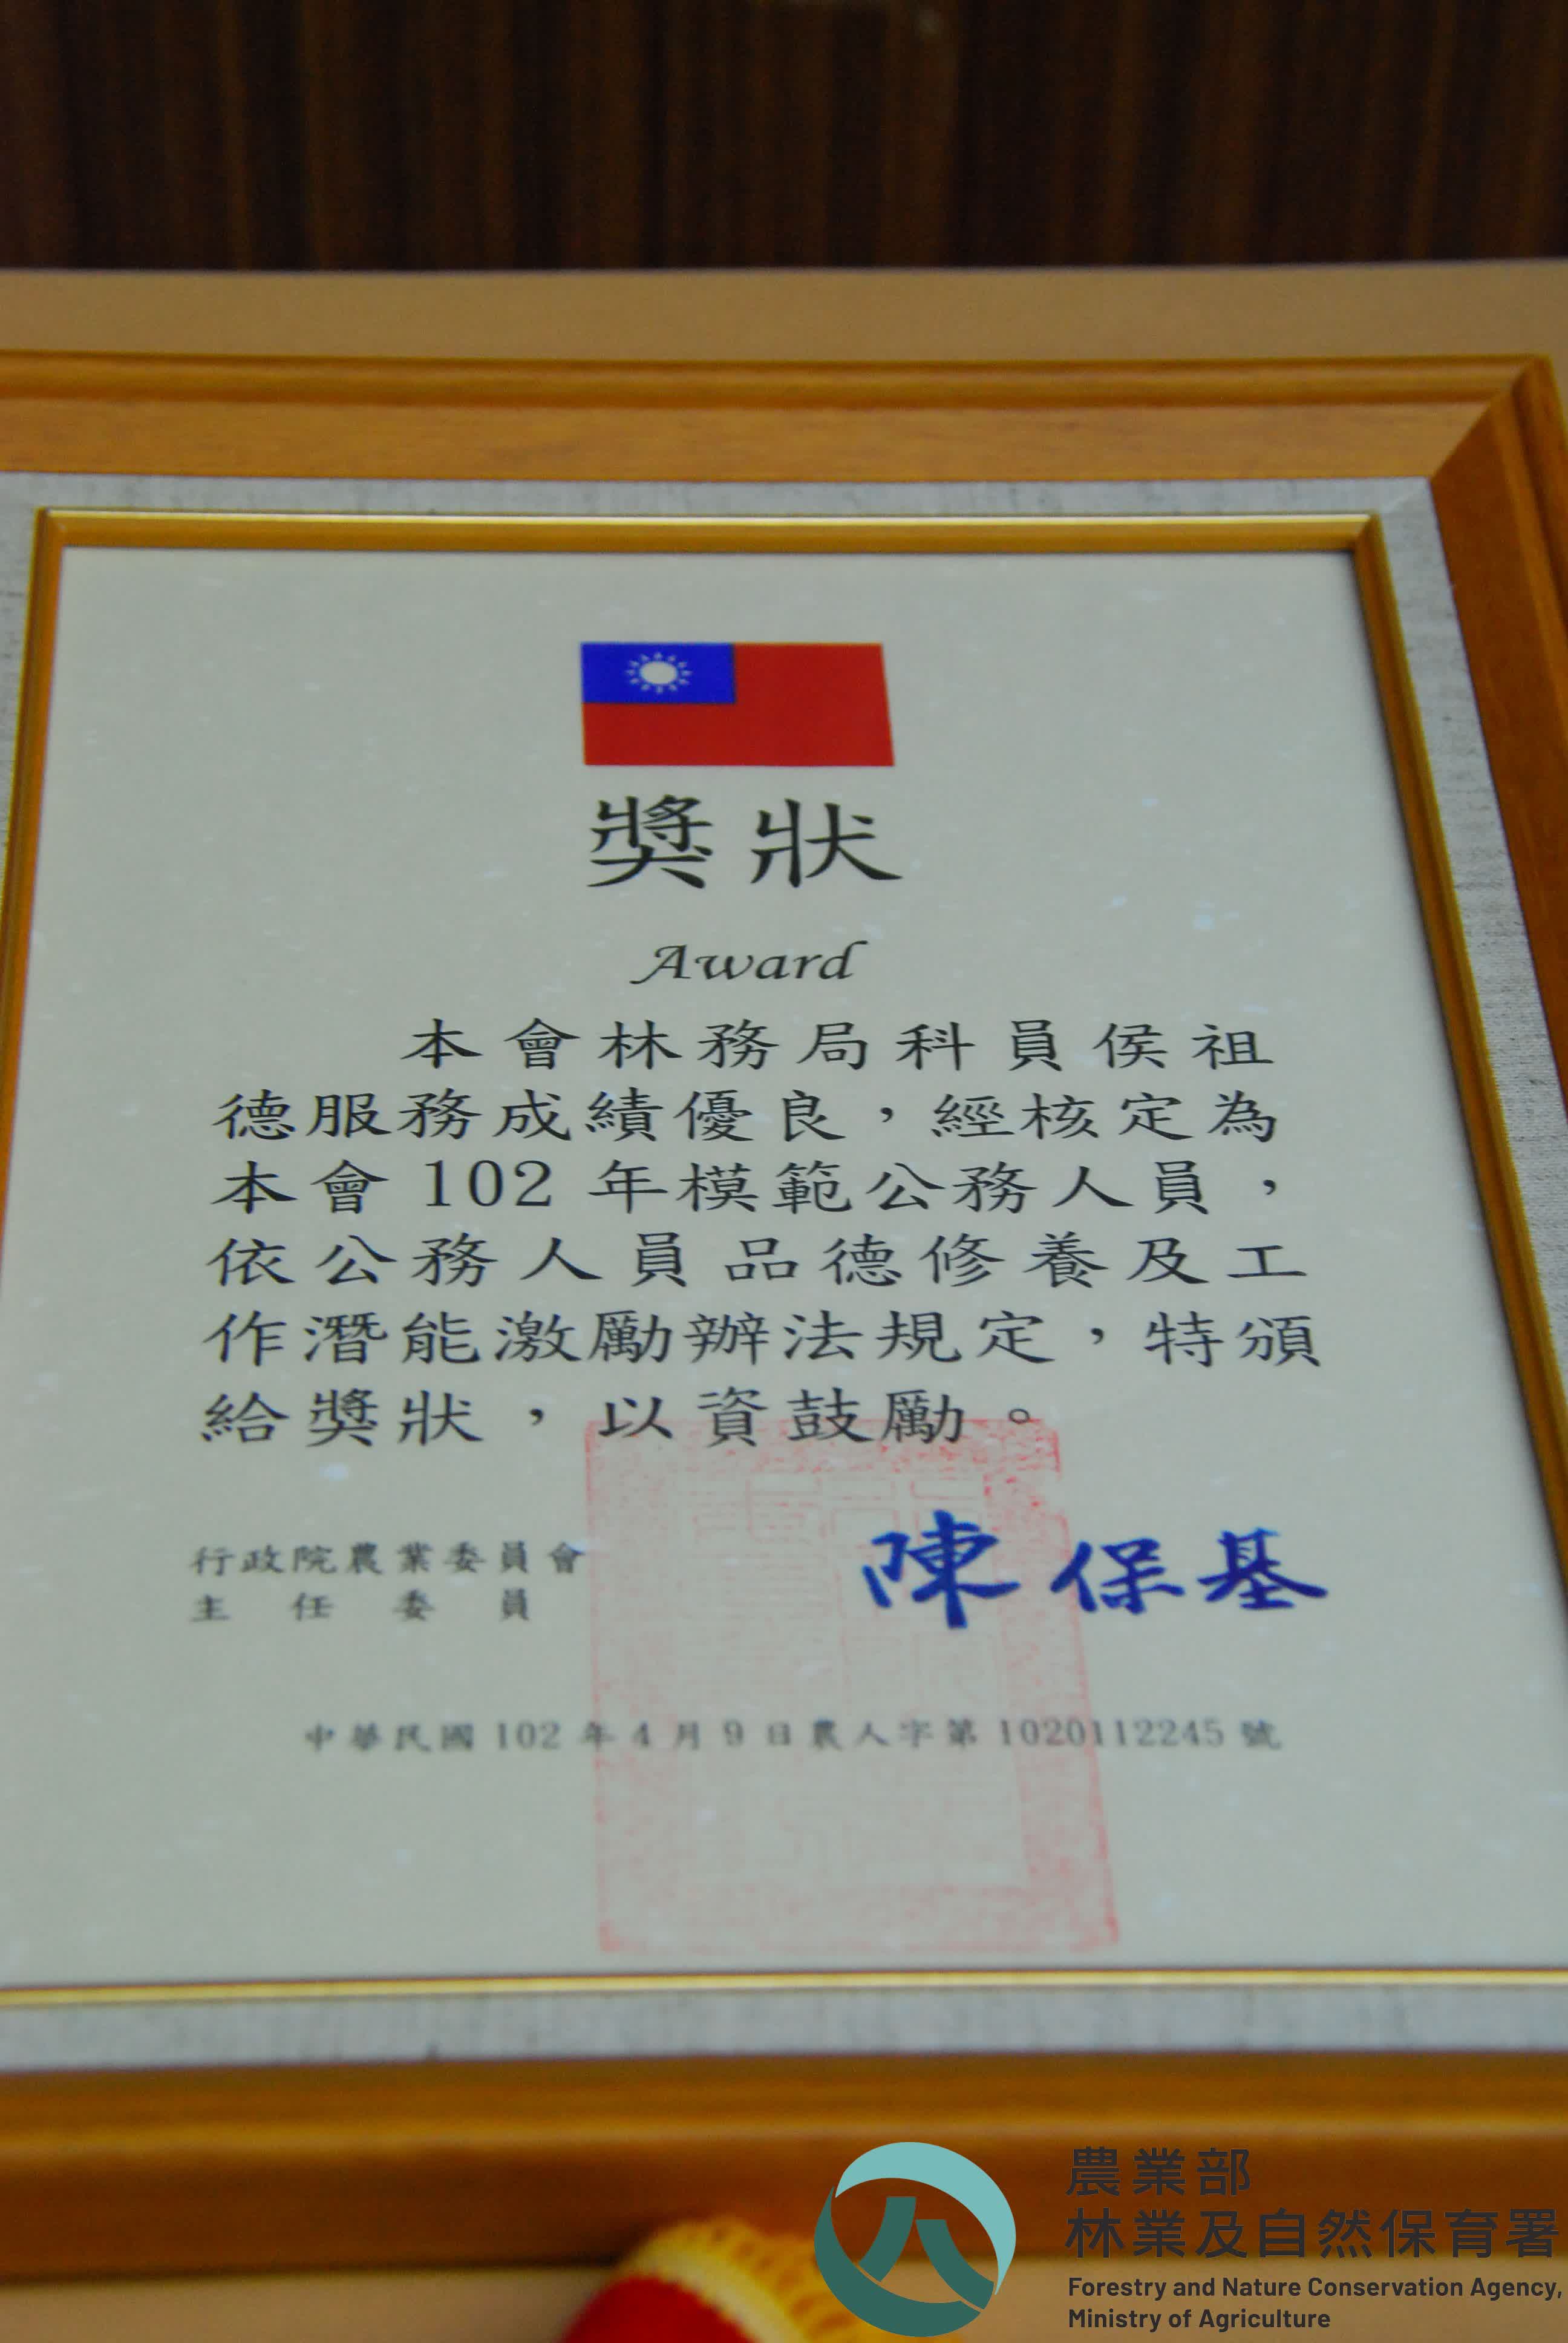 獎狀
Award
本會林務局科員侯祖
德服務成績優良，經核定為
本會102年模範公務人員，
依公務人員品德修養及工
作潛能激勵辦法規定，特頒
給獎狀，以資鼓勵。
行政院農業委員會
主任委員
陳保基
中華民國102年4月9日農人字第1020112245號
農業部
林業及自然保育署
Forestry and Nature Conservation Agency,
Ministry of Agriculture